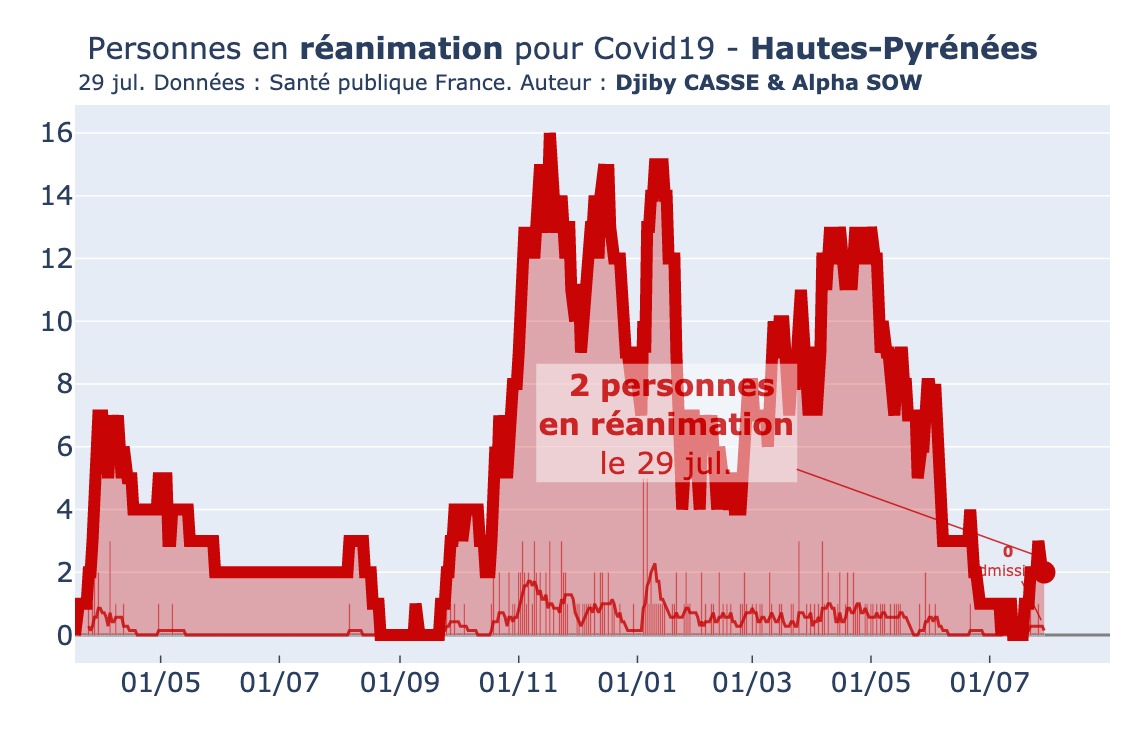 Personnes en réanimation pour Covid19 - Hautes-Pyrénées
29 jul. Données : Santé publique France. Auteur : Djiby CASSE & Alpha SOW
16
14
12
10
8
6
4
2
0
2 personnes
en réanimation
le 29 jul.
0
dmissi
01/05 01/07 01/09 01/11 01/01 01/03 01/05 01/07